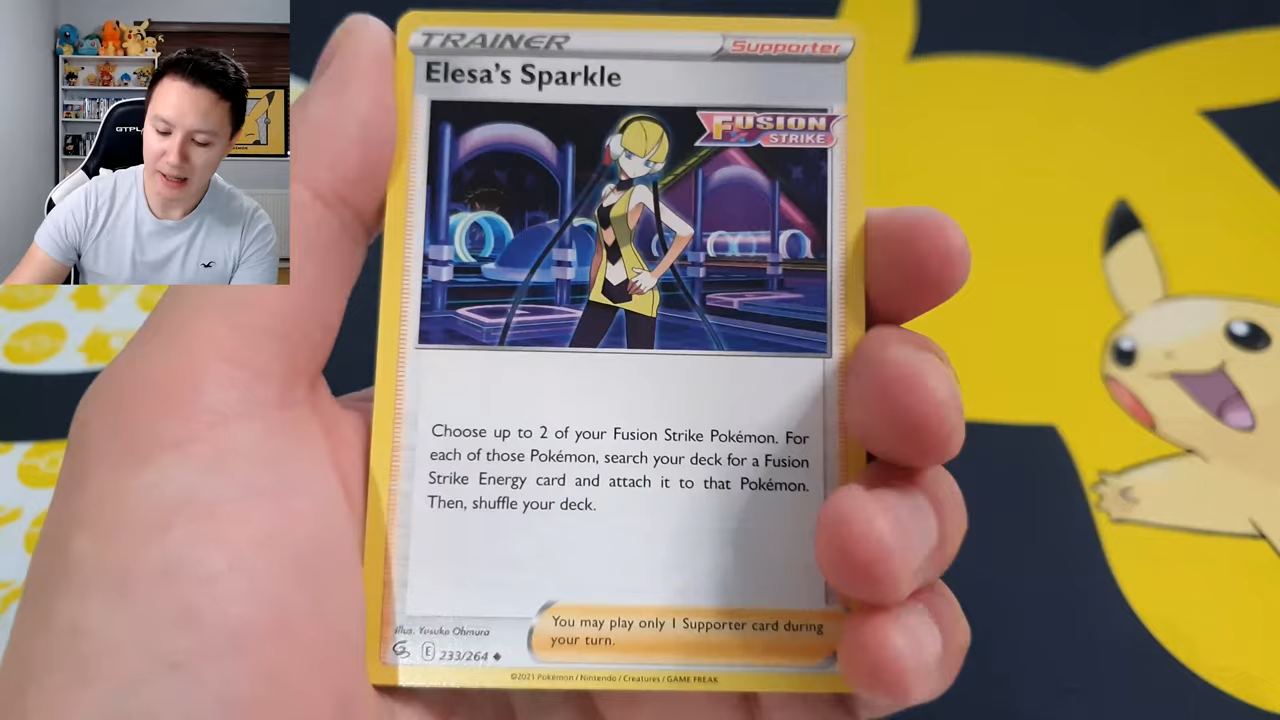 GTPL
TRAINER
Supporter
Elesa's Sparkle
FUSION
STRIKE
Choose up to 2 of your Fusion Strike Pokémon. For
each of those Pokémon, search your deck for a Fusion
Strike Energy card and attach it to that Pokémon.
Then, shuffle your deck.
Illus. Yusuke Ohmura
E 233/264
You may play only 1 Supporter card during
your turn.
©2021 Pokémon / Nintendo / Creatures / GAME FREAK